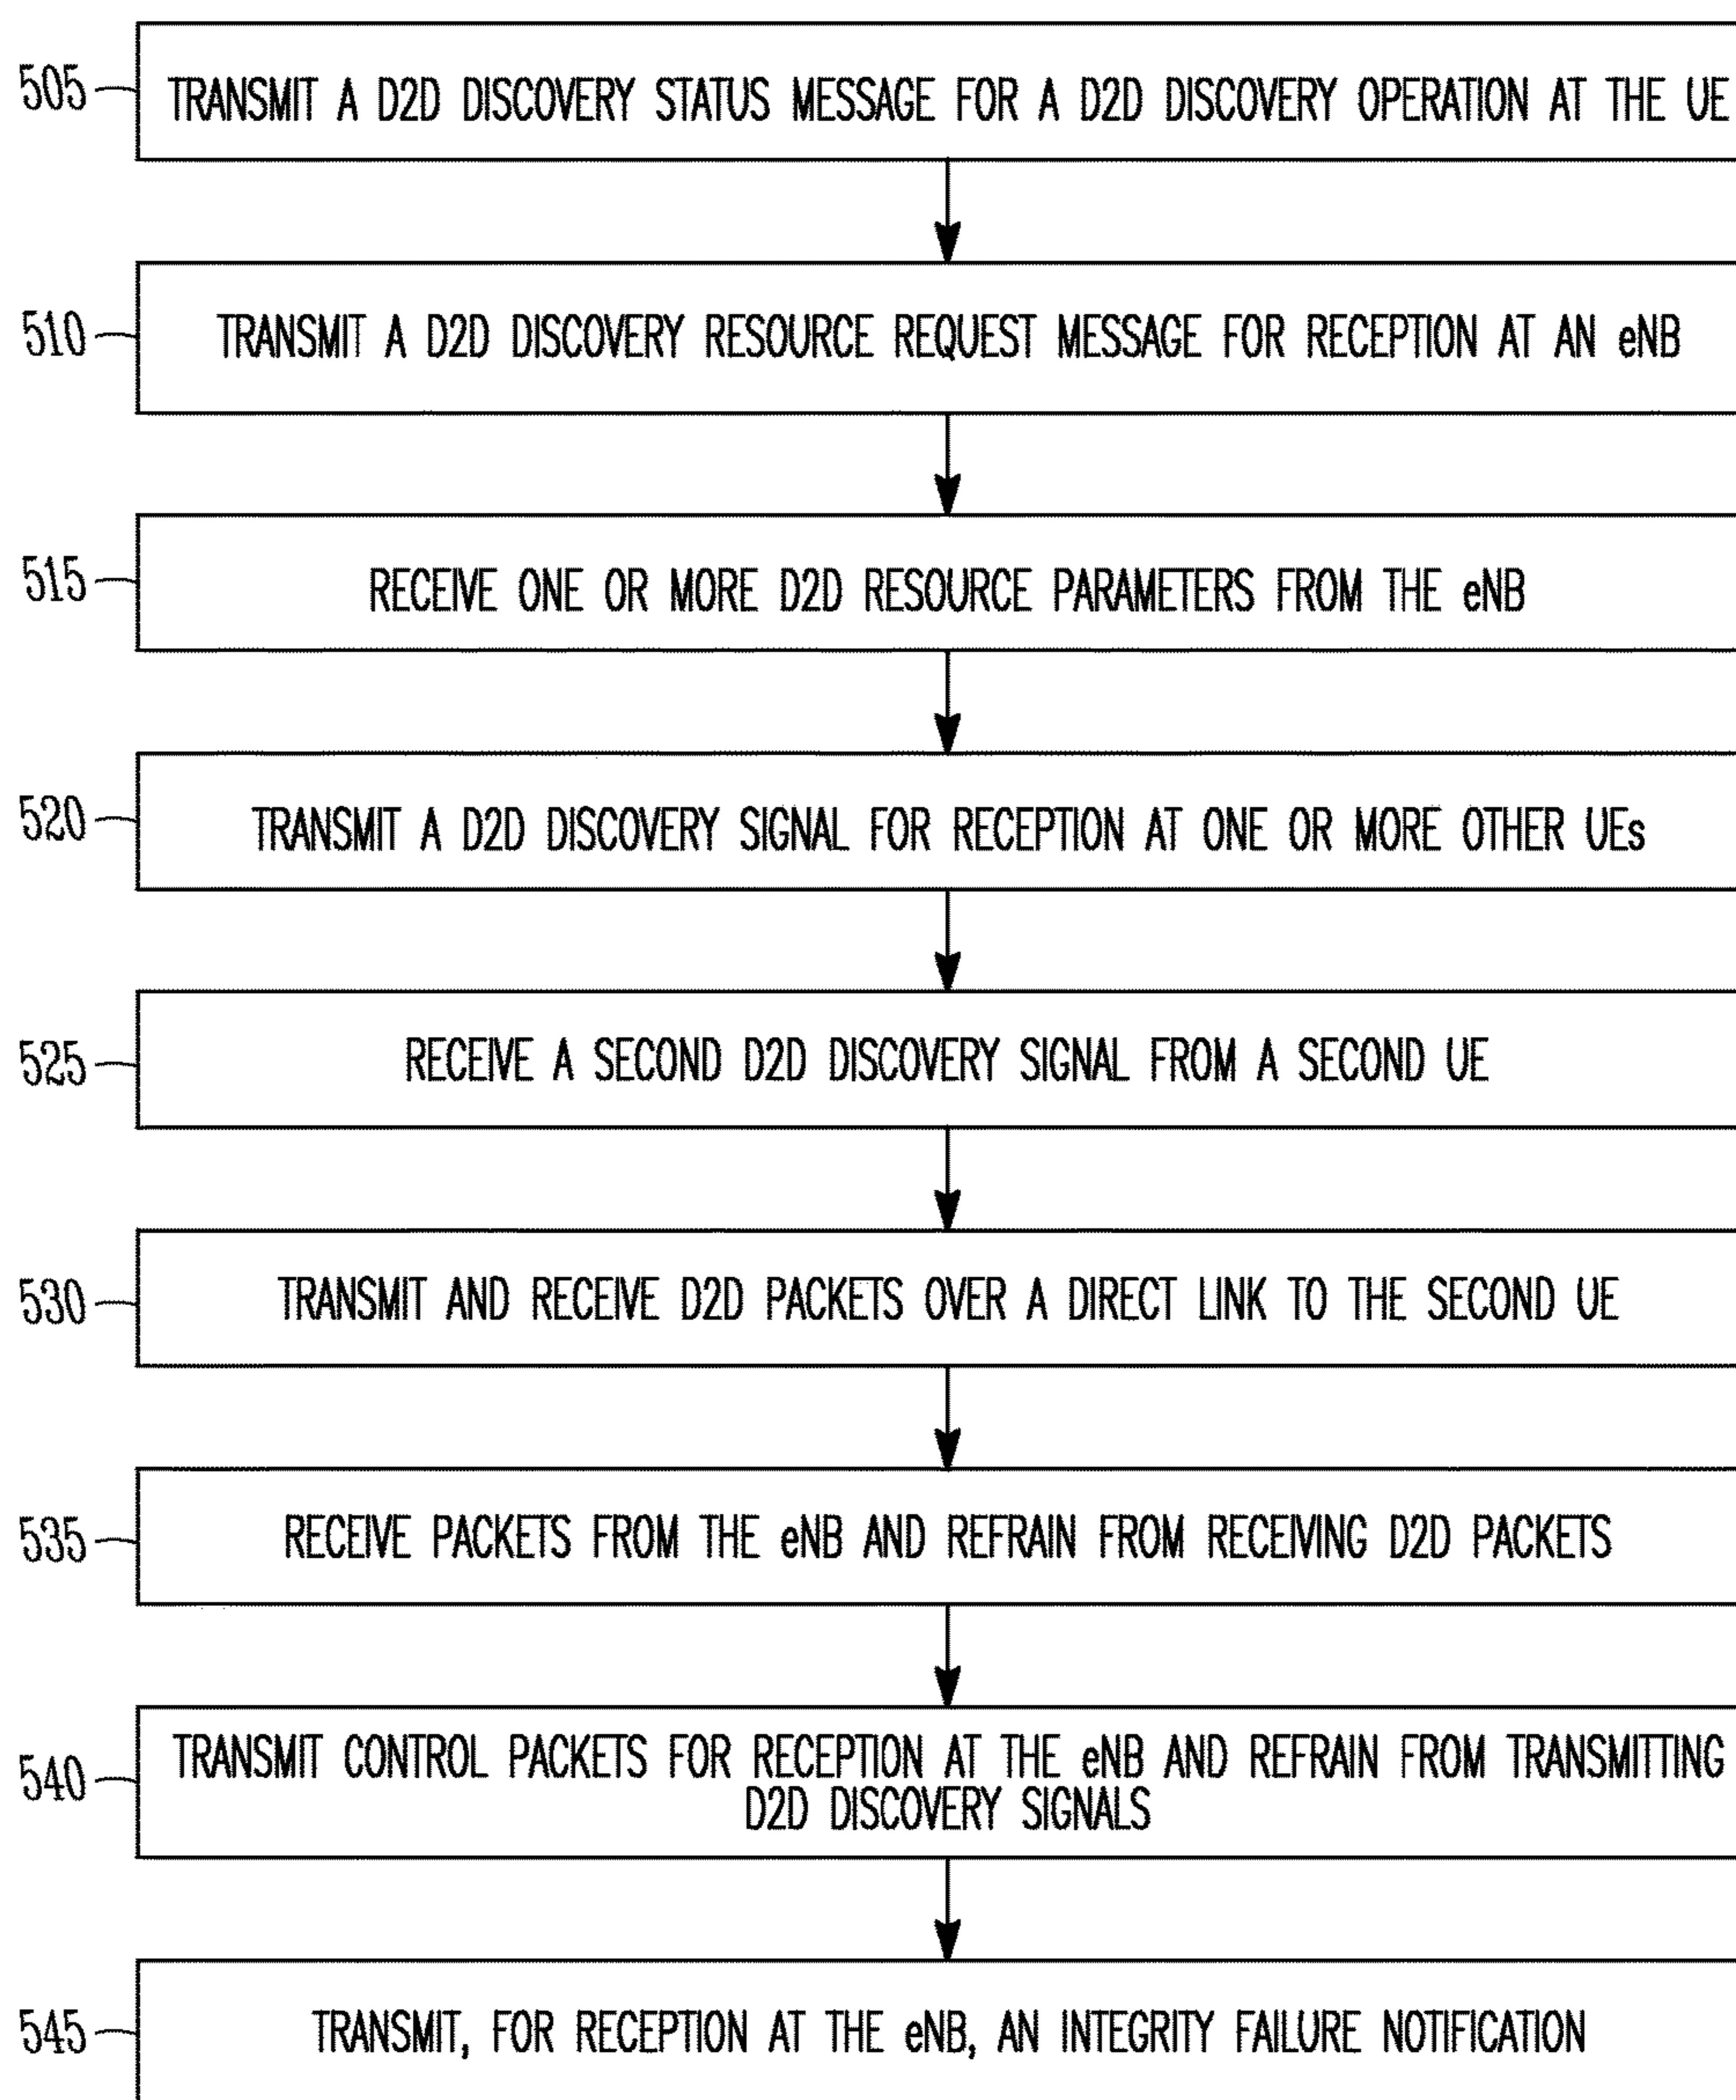 505
TRANSMIT A D2D DISCOVERY STATUS MESSAGE FOR A D2D DISCOVERY OPERATION AT THE UE
510
TRANSMIT A D2D DISCOVERY RESOURCE REQUEST MESSAGE FOR RECEPTION AT AN eNB
515
RECEIVE ONE OR MORE D2D RESOURCE PARAMETERS FROM THE eNB
520
TRANSMIT A D2D DISCOVERY SIGNAL FOR RECEPTION AT ONE OR MORE OTHER UEs
525
RECEIVE A SECOND D2D DISCOVERY SIGNAL FROM A SECOND UE
530
TRANSMIT AND RECEIVE D2D PACKETS OVER A DIRECT LINK TO THE SECOND UE
535
RECEIVE PACKETS FROM THE eNB AND REFRAIN FROM RECEIVING D2D PACKETS
540
TRANSMIT CONTROL PACKETS FOR RECEPTION AT THE eNB AND REFRAIN FROM TRANSMITTING
D2D DISCOVERY SIGNALS
545
TRANSMIT, FOR RECEPTION AT THE eNB, AN INTEGRITY FAILURE NOTIFICATION